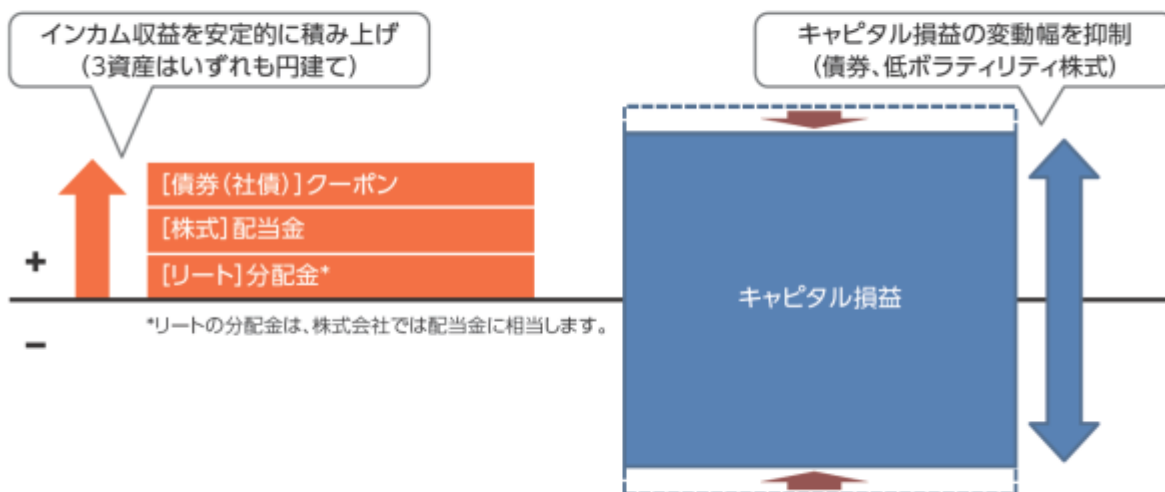 インカム収益を安定的に積み上げ
（3資産はいずれも円建て）
キャピタル損益の変動幅を抑制
（債券、低ボラティリティ株式）
[債券（社債）]クーポン
[株式]配当金
[リート]分配金*
+
キャピタル損益
*リートの分配金は、株式会社では配当金に相当します。
−